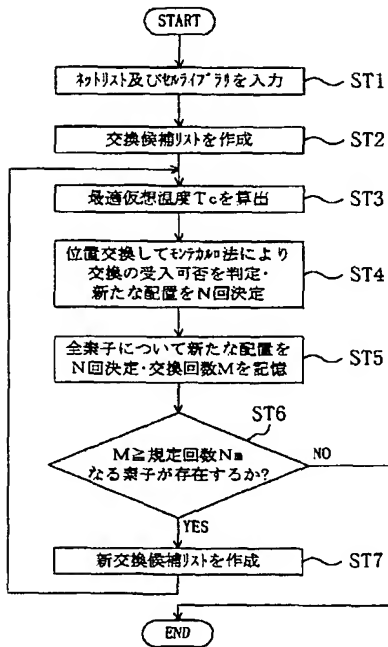 START
ネットリスト及びセルライブラリを入力
ST1
交換候補リストを作成
ST2
最適仮想温度Tcを算出
ST3
位置交換してモンテカルロ法により
交換の受入可否を判定・
新たな配置をN回決定
ST4
全素子について新たな配置を
N回決定・交換回数Mを記憶
ST5
ST6
M≧規定回数Nm
なる素子が存在するか?
NO
YES
新交換候補リストを作成
ST7
END